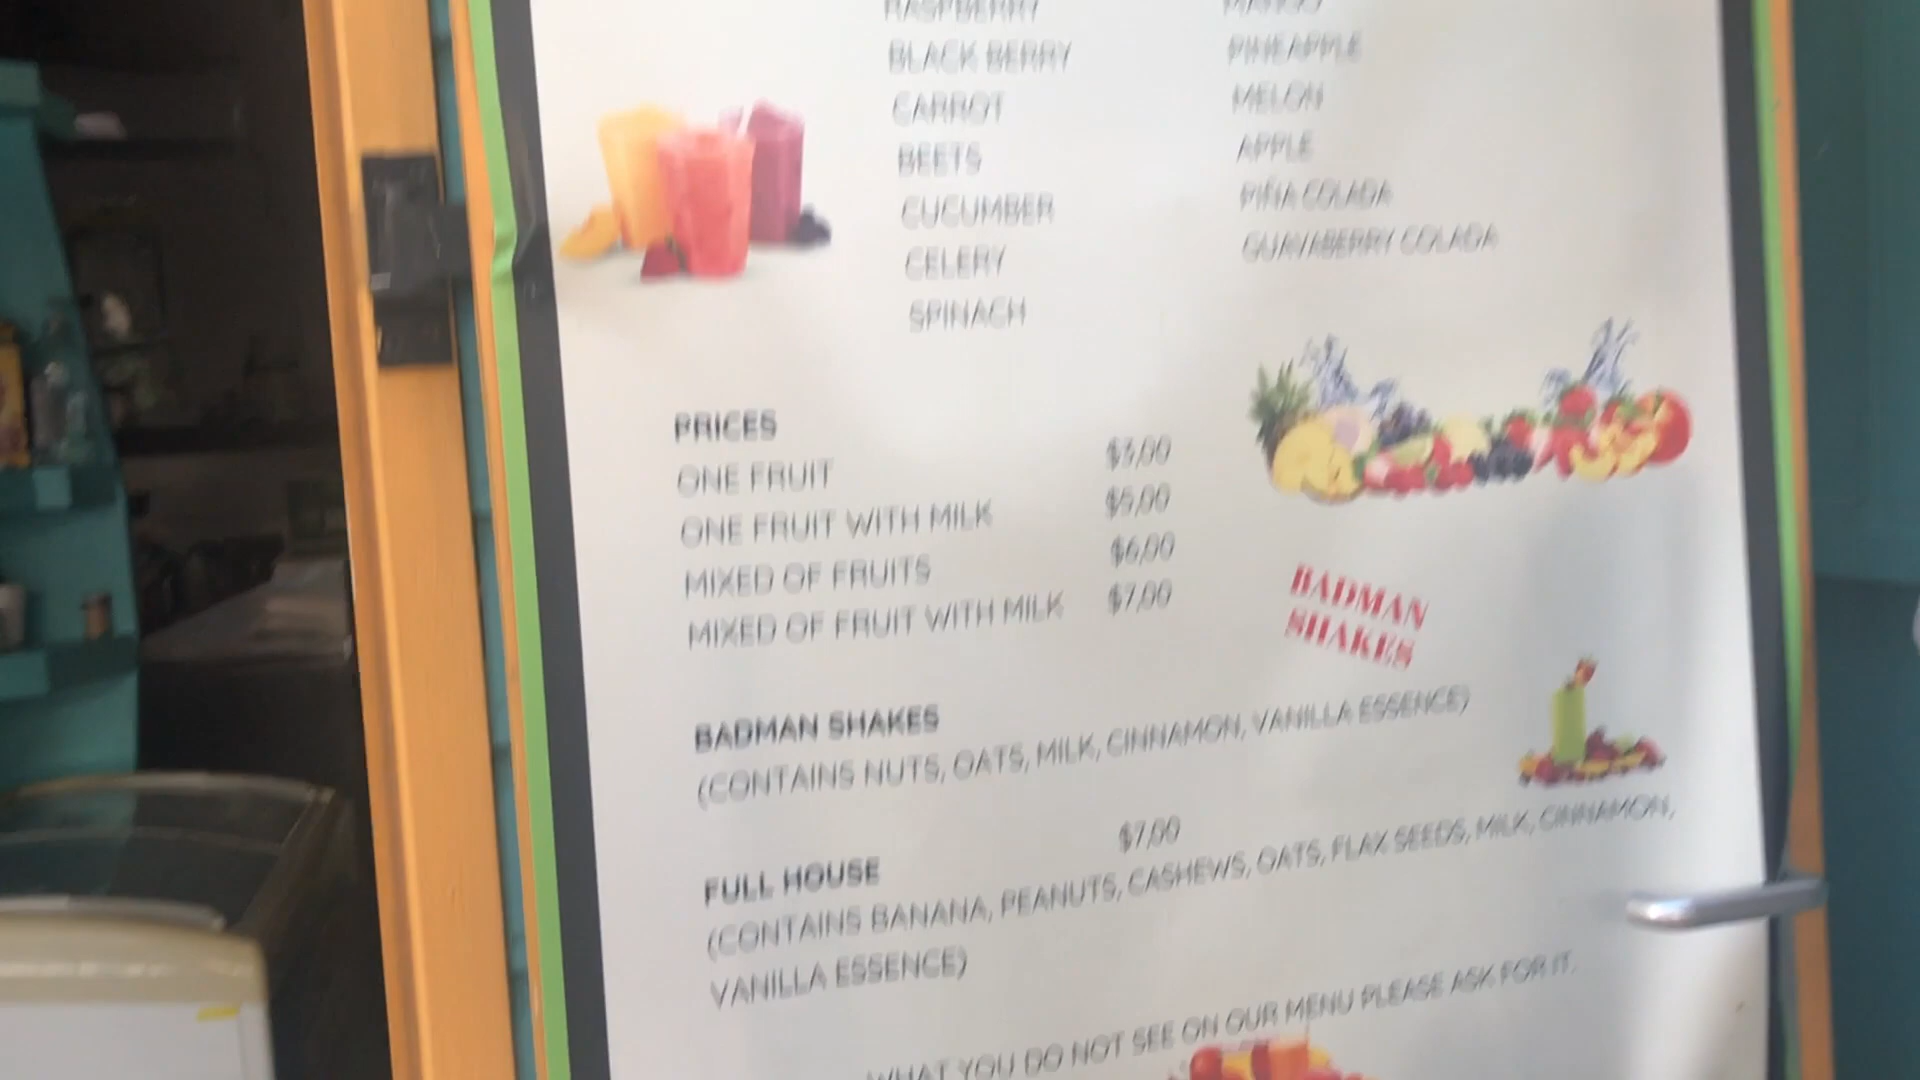 RASPBERRY
BLACK BERRY
CARROT
BEETS
CUCUMBER
CELERY
SPINACH
MANGO
PINEAPPLE
MELON
APPLE
PIÑA COLADA
GUAVABERRY COLADA
PRICES
ONE FRUIT $3,00
ONE FRUIT WITH MILK $5,00
MIXED OF FRUITS $6,00
MIXED OF FRUIT WITH MILK $7,00
BADMAN
SHAKES
BADMAN SHAKES
(CONTAINS NUTS, OATS, MILK, CINNAMON, VANILLA ESSENCE)
$7,00
FULL HOUSE
(CONTAINS BANANA, PEANUTS, CASHEWS, OATS, FLAX SEEDS, MILK, CINNAMON,
VANILLA ESSENCE)
WHAT YOU DO NOT SEE ON OUR MENU PLEASE ASK FOR IT.